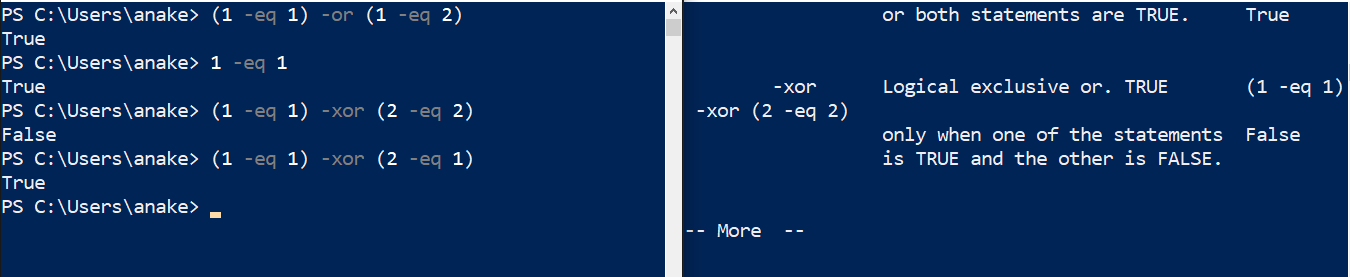 PS C:\Users\anake> (1 -eq 1) -or (1 -eq 2)
True
PS C:\Users\anake> 1 -eq 1
True
PS C:\Users\anake> (1 -eq 1) -xor (2 -eq 2)
False
PS C:\Users\anake> (1 -eq 1) -xor (2 -eq 1)
True
PS C:\Users\anake>
or both statements are TRUE. True
-xor Logical exclusive or. TRUE (1 -eq 1)
-xor (2 -eq 2)
only when one of the statements False
is TRUE and the other is FALSE.
-- More --